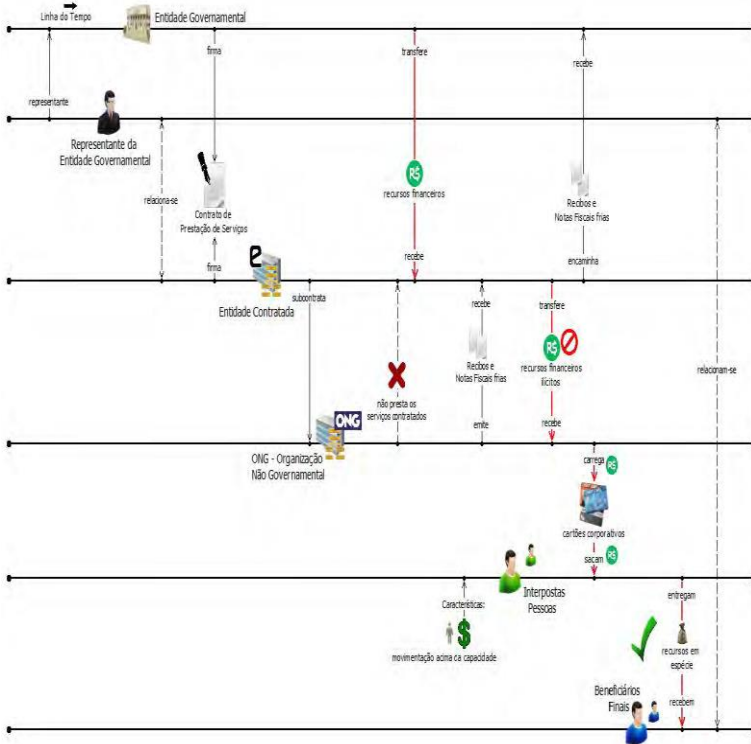 Linha do Tempo
Entidade Governamental
firma
transfere
recebe
representante
Representante da
Entidade Governamental
relaciona-se
R$
recursos financeiros
Contrato de
Prestação de Serviços
Recibos e
Notas Fiscais frias
firma
recebe
encaminha
e
Entidade Contratada
subcontrata
recebe
transfere
R$
Recibos e
Notas Fiscais frias
recursos financeiros
ilícitos
relacionam-se
não presta os
serviços contratados
emite
recebe
ONG
ONG - Organização
Não Governamental
carrega
R$
cartões corporativos
sacam
R$
Interpostas
Pessoas
Características:
$
movimentação acima da capacidade
entregam
recursos em
espécie
recebem
Beneficiários
Finais